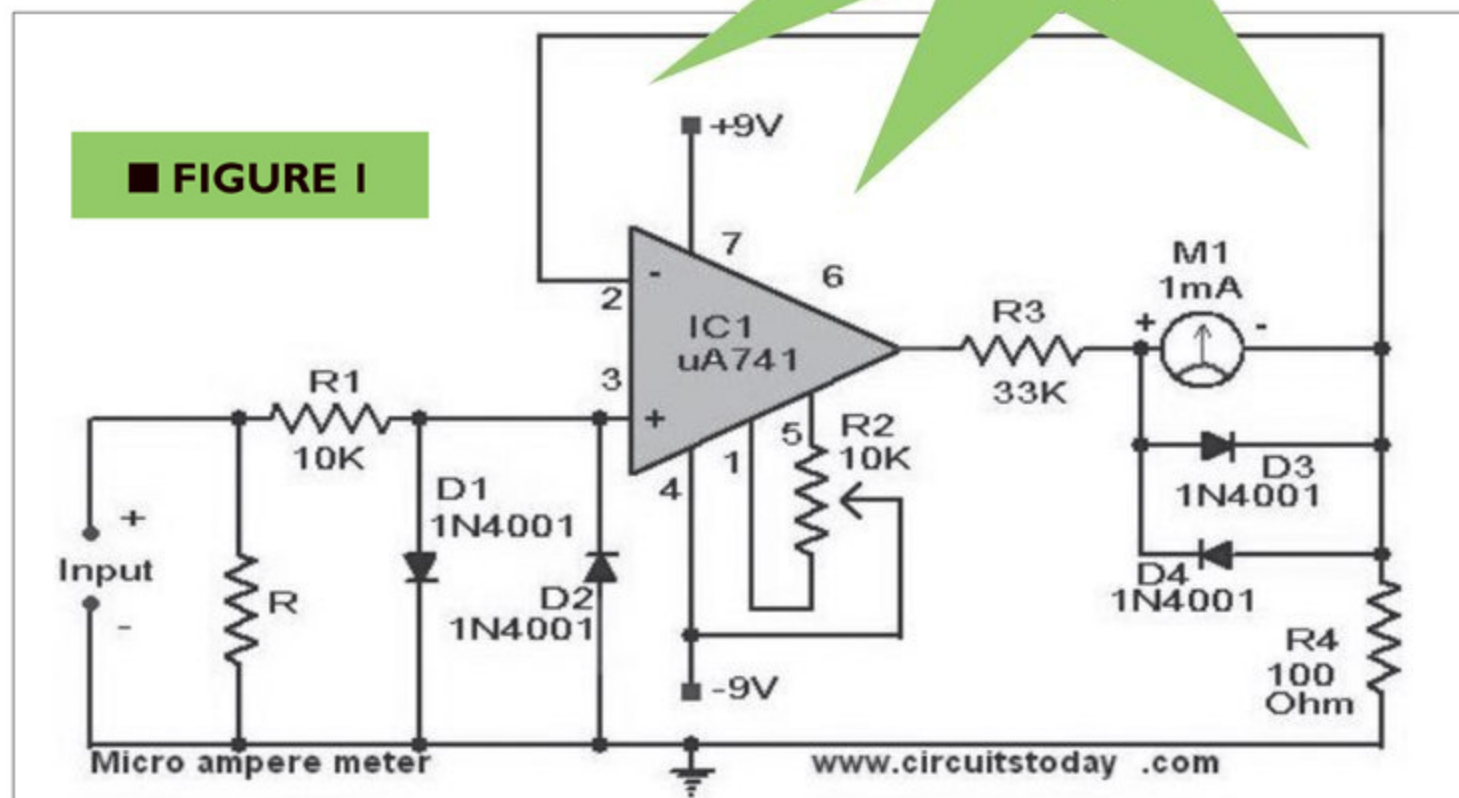 ■ FIGURE 1
+9V
7
6
M1
1mA
+
-
-
2
IC1
uA741
R3
33K
3
+
R1
10K
5
R2
10K
1
4
D1
1N4001
D3
1N4001
+
Input
-
R
D2
1N4001
D4
1N4001
R4
100
Ohm
-9V
Micro ampere meter
www.circuitstoday .com